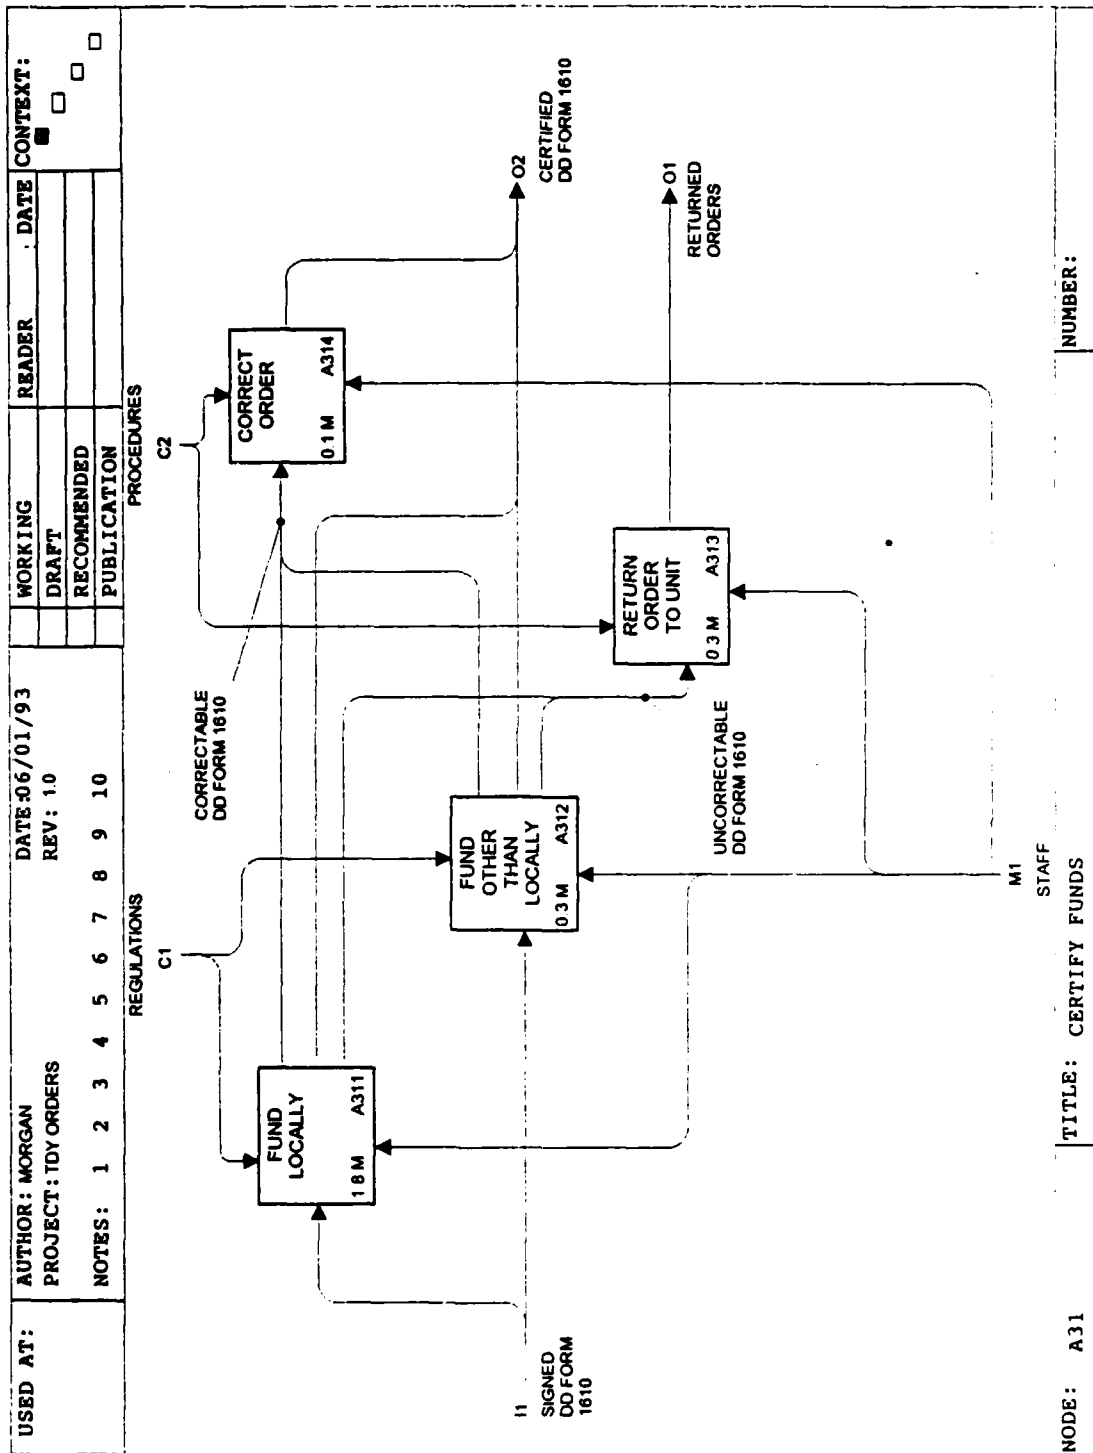 USED AT:
AUTHOR: MORGAN
PROJECT: TDY ORDERS
NOTES: 1 2 3 4 5 6 7 8 9 10
DATE:06/01/93
REV: 1.0
WORKING
DRAFT
RECOMMENDED
PUBLICATION
READER
DATE
CONTEXT:
REGULATIONS
C1
PROCEDURES
C2
FUND
LOCALLY
1 8 M A311
CORRECTABLE
DD FORM 1610
CORRECT
ORDER
0.1 M A314
I1
SIGNED
DD FORM
1610
FUND
OTHER
THAN
LOCALLY
0.3 M A312
O2
CERTIFIED
DD FORM 1610
UNCORRECTABLE
DD FORM 1610
RETURN
ORDER
TO UNIT
0 3 M A313
O1
RETURNED
ORDERS
M1
STAFF
NODE: A31
TITLE: CERTIFY FUNDS
NUMBER: